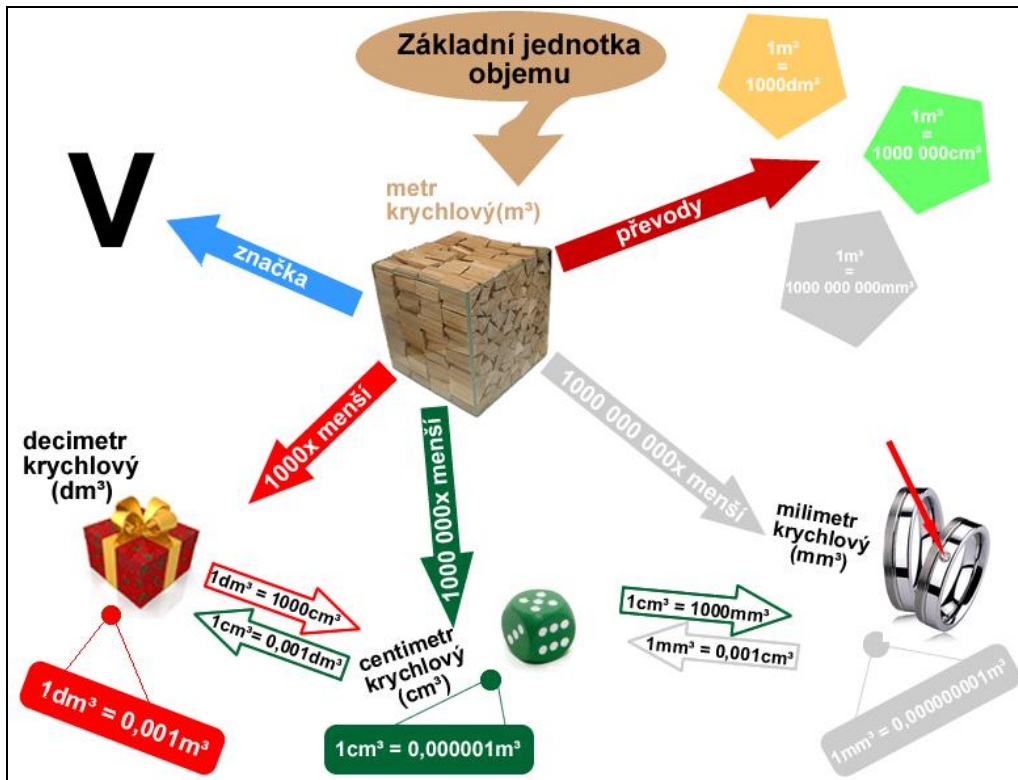 Základní jednotka
objemu
1m³
=
1000dm³
1m³
=
1000 000cm³
1m³
=
1000 000 000mm³
V
značka
metr
krychlový(m³)
převody
1000x menší
1000 000x menší
1000 000 000x menší
decimetr
krychlový
(dm³)
milimetr
krychlový
(mm³)
1dm³ = 1000cm³
1cm³= 0,001dm³
centimetr
krychlový
(cm³)
1cm³ = 1000mm³
1mm³ = 0,001cm³
1dm³ = 0,001m³
1cm³ = 0,000001m³
1mm³ = 0,000000001m³